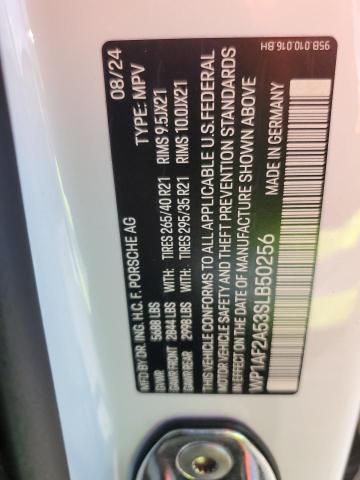 95B.010.016.BH
MFD BY DR. ING. H.C. F. PORSCHE AG 08/24
GVWR 5688 LBS TYPE: MPV
GAWR FRONT 2844 LBS WITH: TIRES 265/40 R21 RIMS 9.5JX21
GAWR REAR 2998 LBS WITH: TIRES 295/35 R21 RIMS 10.0JX21
THIS VEHICLE CONFORMS TO ALL APPLICABLE U.S. FEDERAL
MOTOR VEHICLE SAFETY AND THEFT PREVENTION STANDARDS
IN EFFECT ON THE DATE OF MANUFACTURE SHOWN ABOVE
WP1AF2A53SLB50256 MADE IN GERMANY